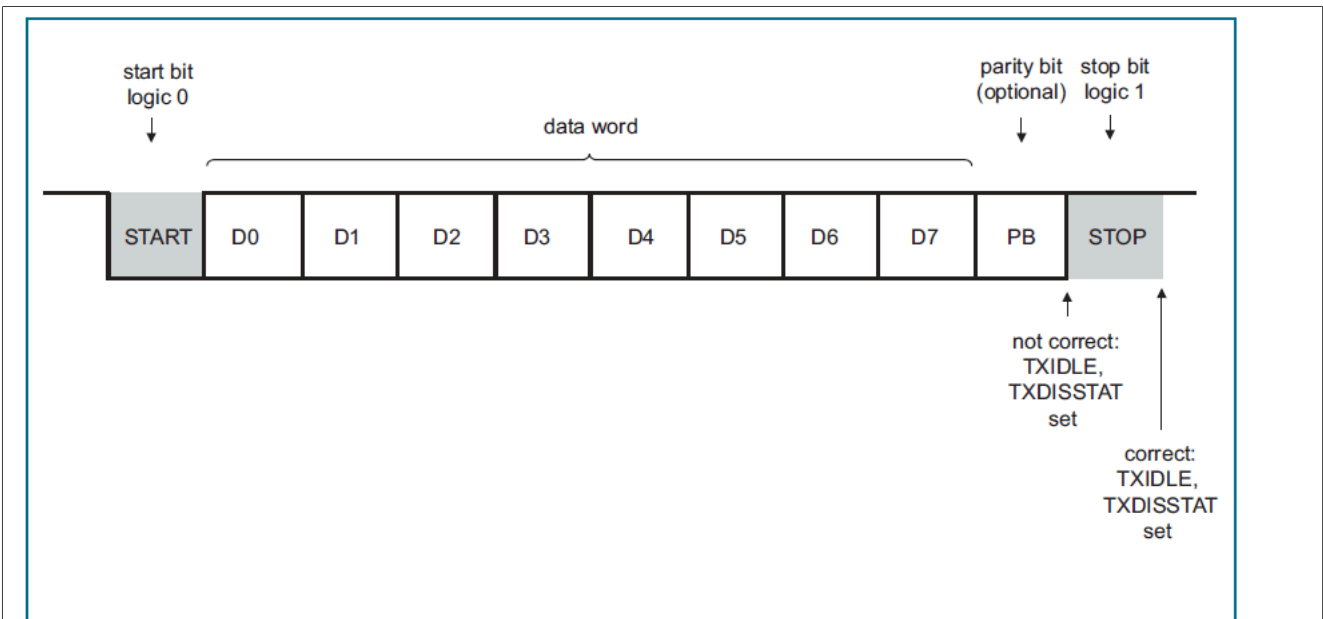 start bit
logic 0
parity bit
(optional)
stop bit
logic 1
data word
START D0 D1 D2 D3 D4 D5 D6 D7 PB STOP
not correct:
TXIDLE,
TXDISSTAT
set
correct:
TXIDLE,
TXDISSTAT
set